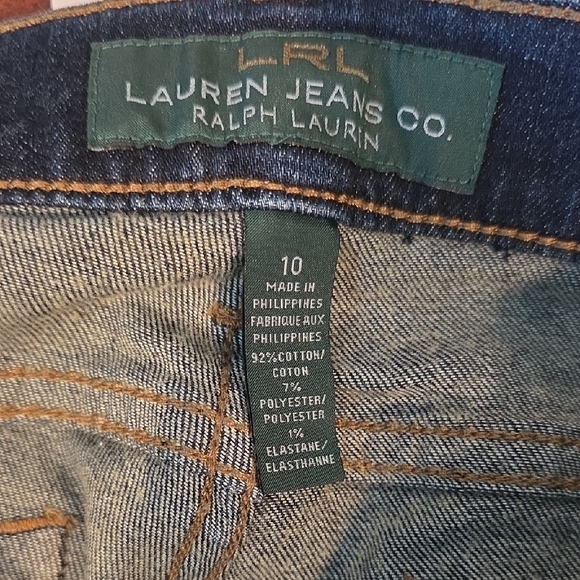 LRL
LAUREN JEANS CO.
RALPH LAURIN
10
MADE IN
PHILIPPINES
FABRIQUE AUX
PHILIPPINES
92%COTTON/
COTON
7%
POLYESTER/
POLYESTER
1%
ELASTANE/
ELASTHANNE